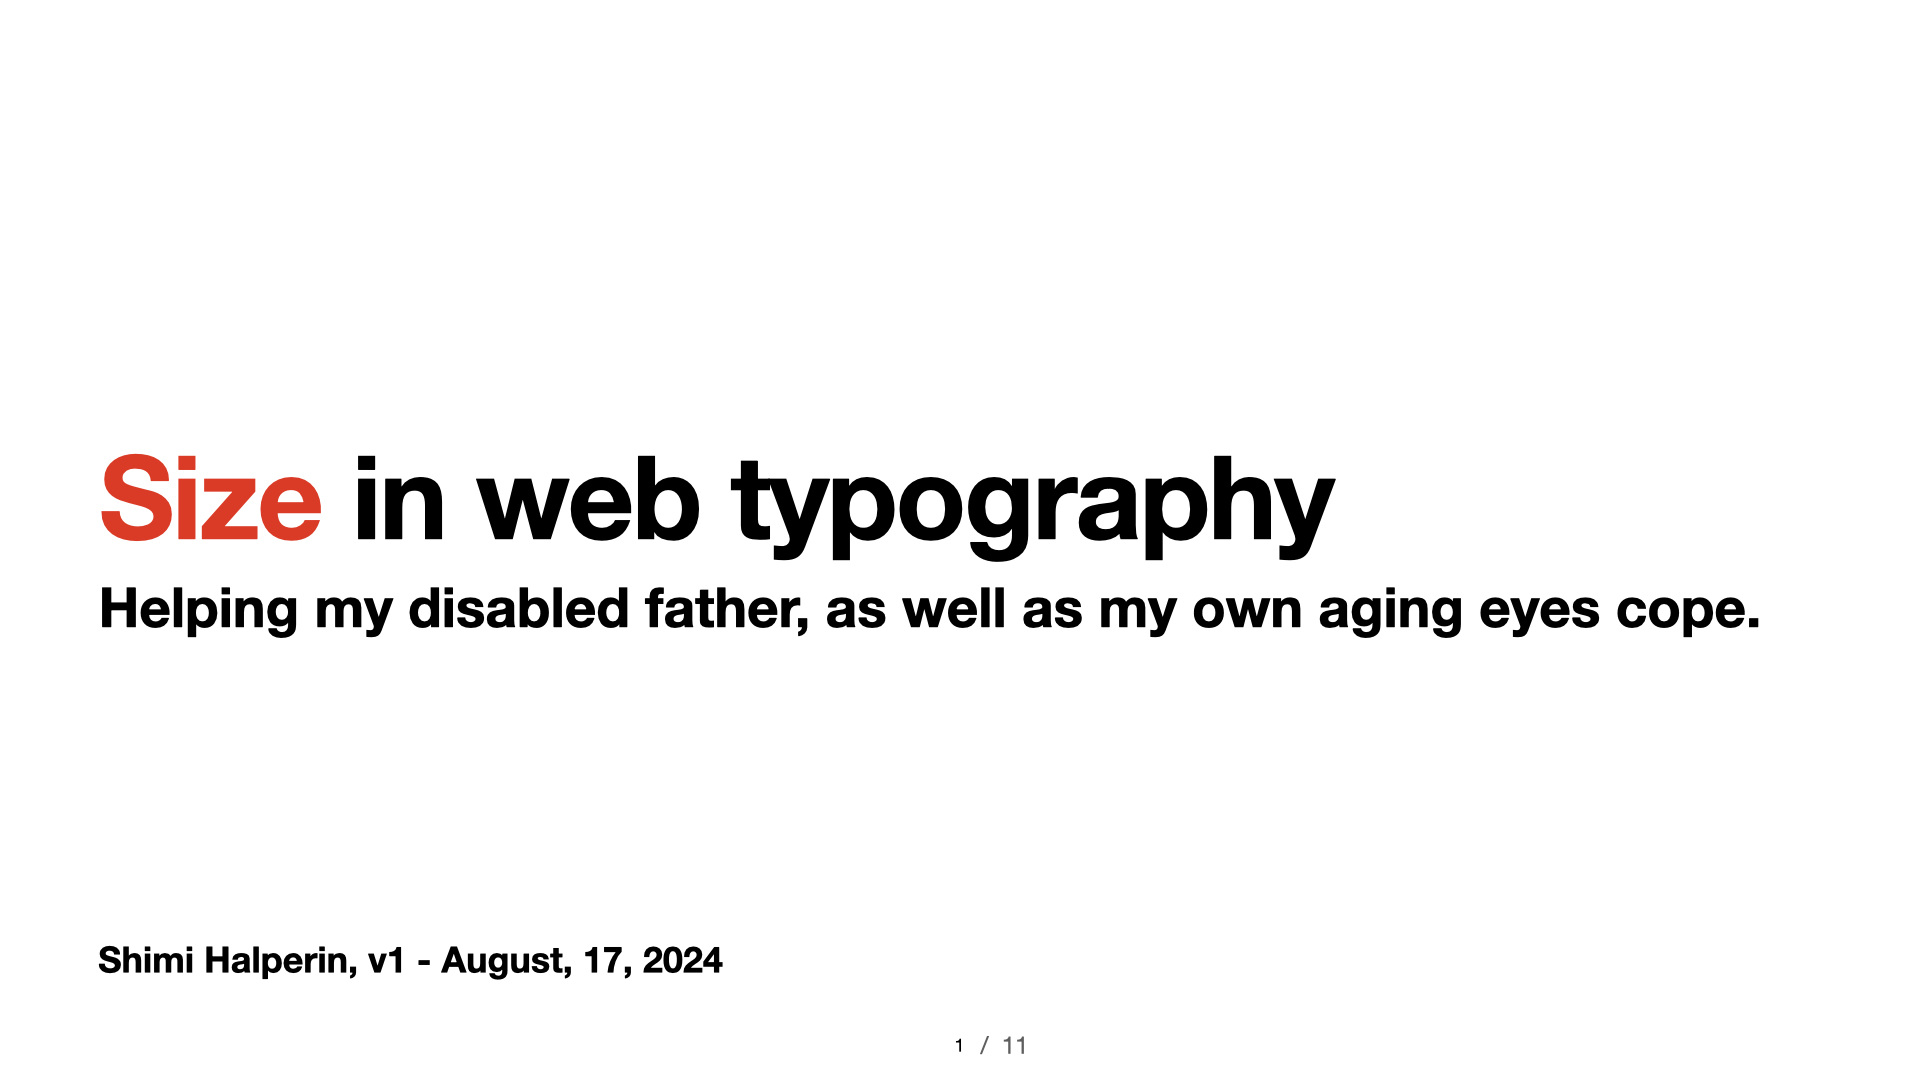 Size in web typography
Helping my disabled father, as well as my own aging eyes cope.
Shimi Halperin, v1 - August, 17, 2024
1 / 11